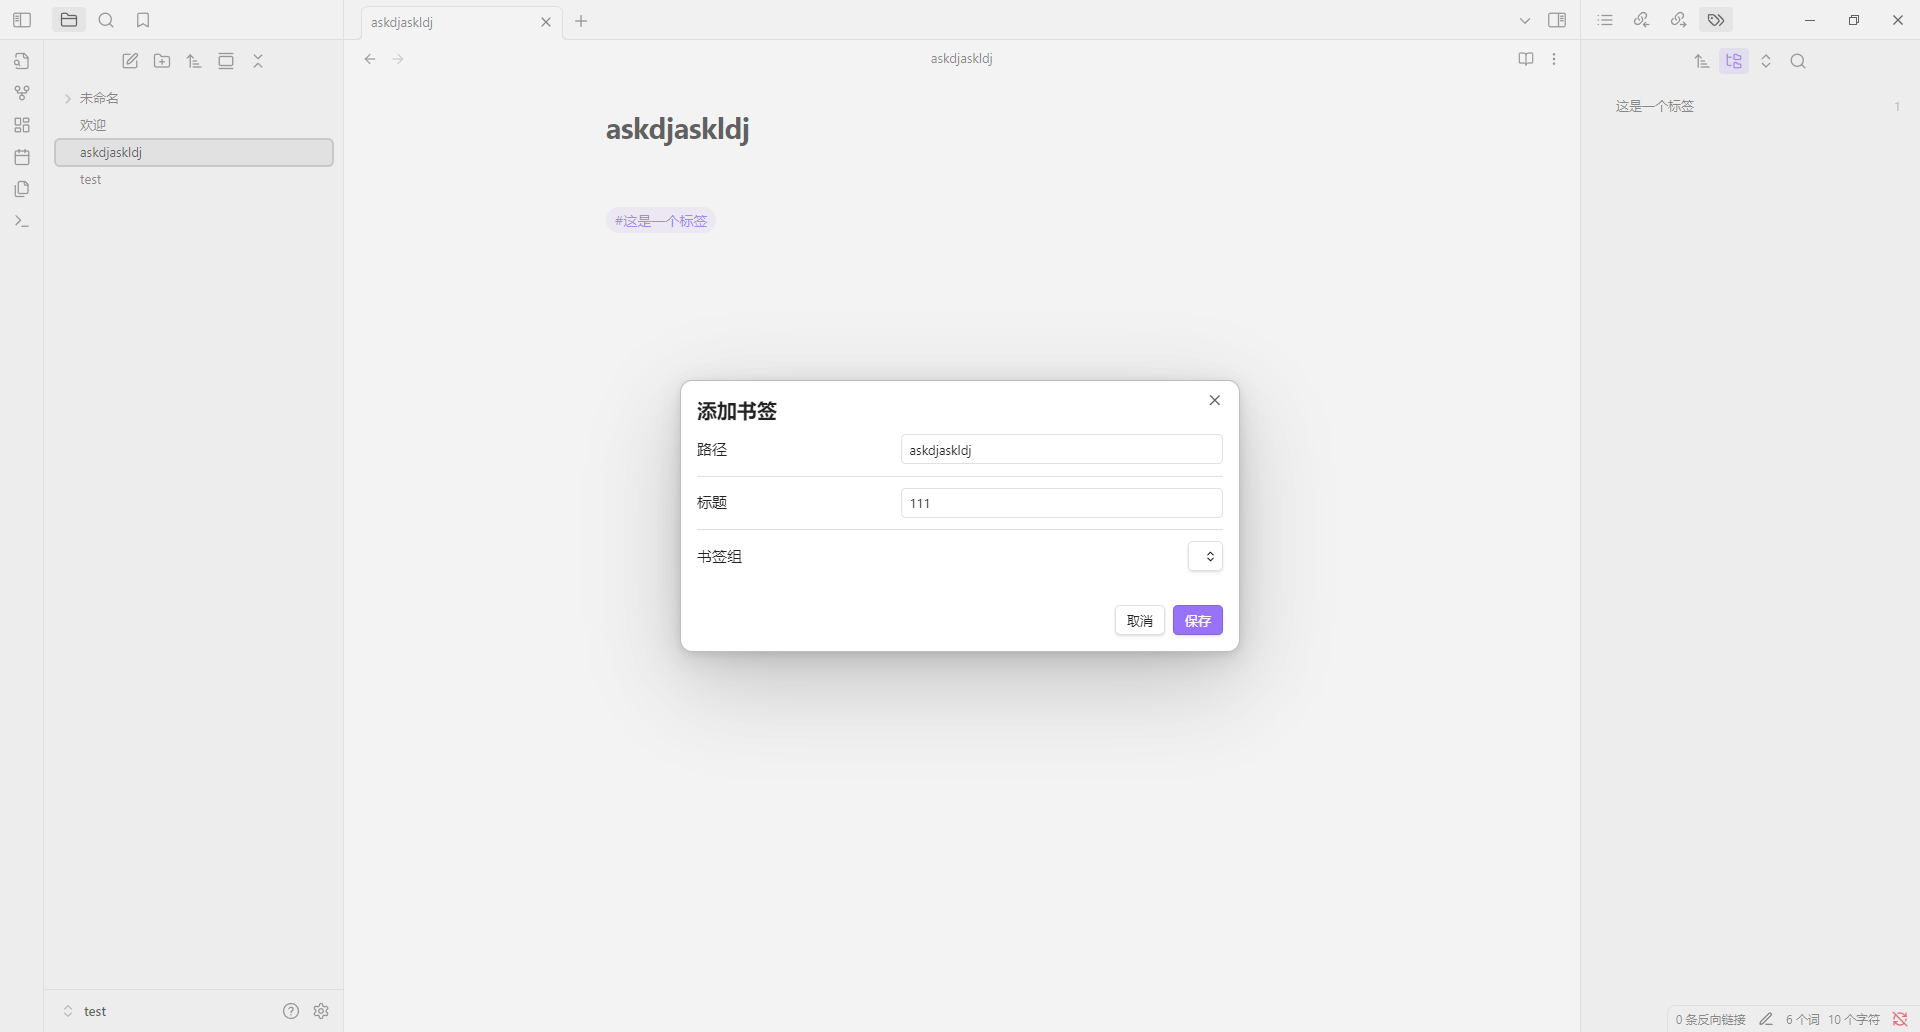 askdjaskldj
askdjaskldj
未命名
欢迎
askdjaskldj
test
askdjaskldj
#这是一个标签
这是一个标签
1
添加书签
路径
askdjaskldj
标题
111
书签组
取消
保存
test
0 条反向链接
6 个词
10 个字符